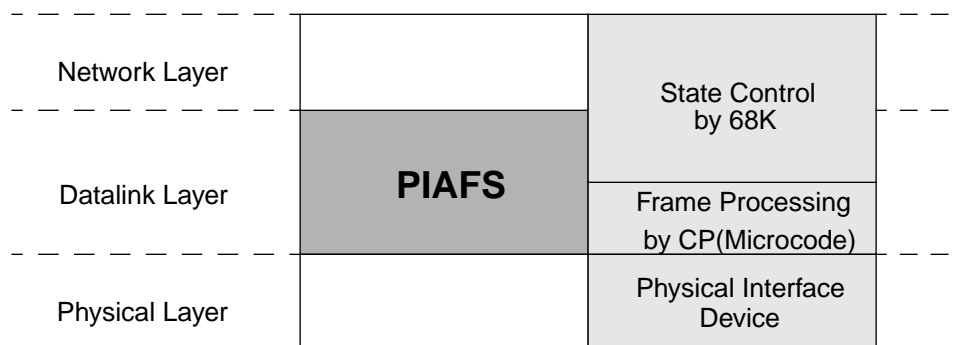 Network Layer
State Control
by 68K
Datalink Layer
PIAFS
Frame Processing
by CP(Microcode)
Physical Layer
Physical Interface
Device